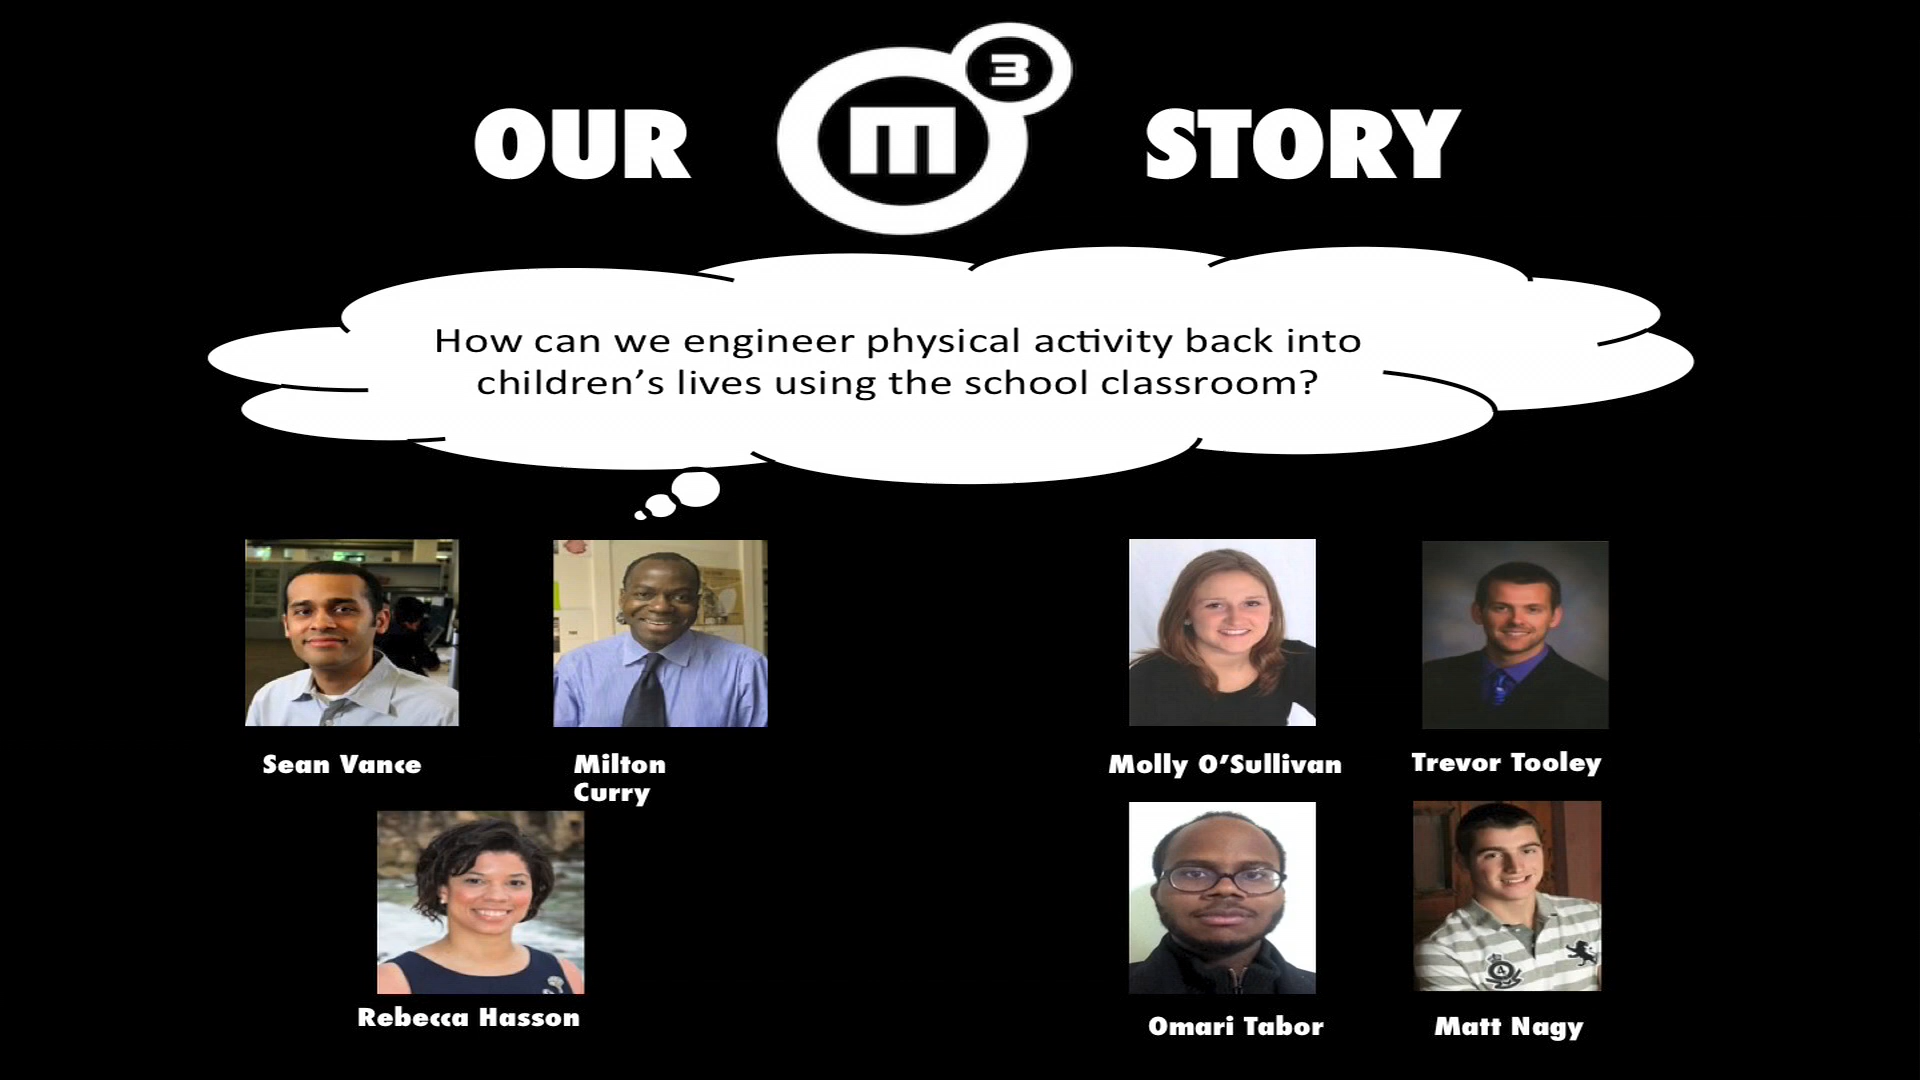 OUR m3 STORY
How can we engineer physical activity back into
children’s lives using the school classroom?
Sean Vance
Milton
Curry
Molly O’Sullivan
Trevor Tooley
Rebecca Hasson
Omari Tabor
Matt Nagy